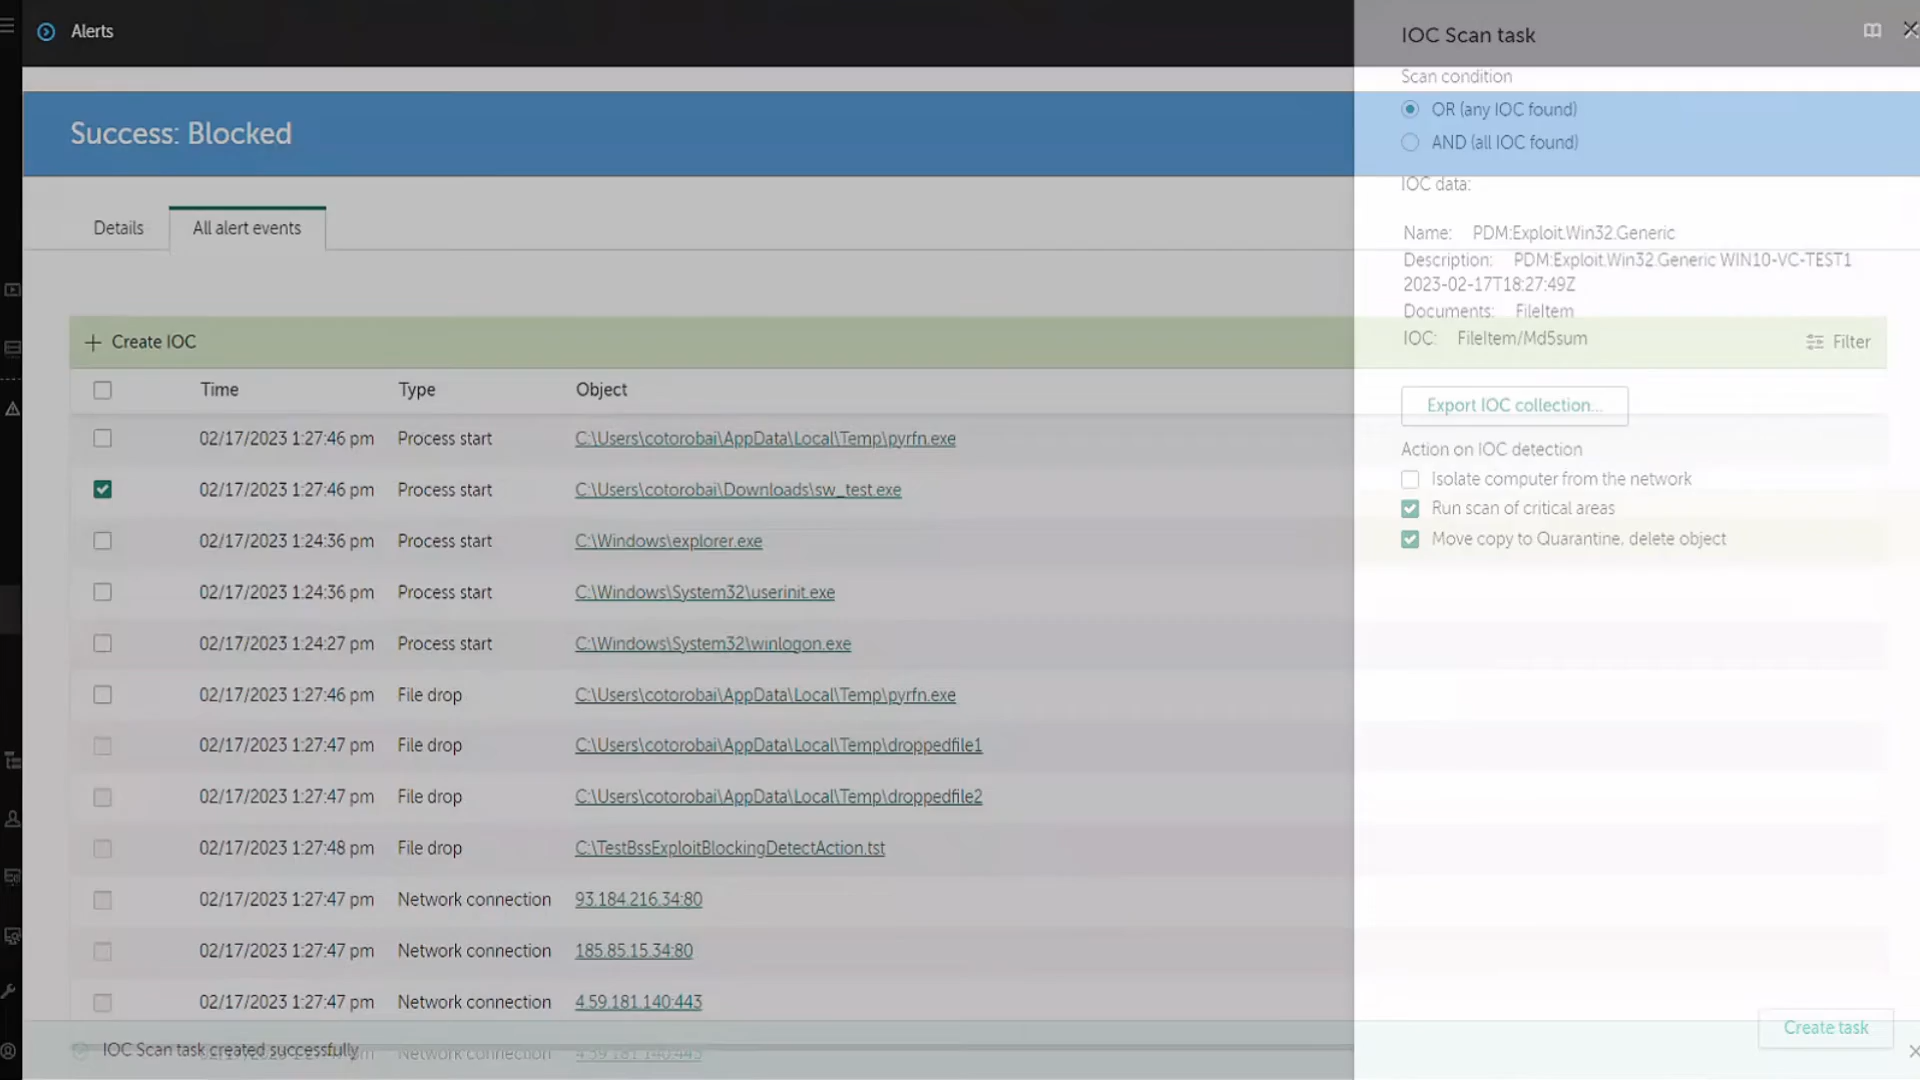 Alerts
IOC Scan task
Scan condition
OR (any IOC found)
Success: Blocked
AND (all IOC found)
IOC data:
Details
All alert events
Name: PDM:Exploit.Win32.Generic
Description: PDM:Exploit.Win32.Generic WIN10-VC-TEST1
2023-02-17T18:27:49Z
Documents: FileItem
IOC: FileItem/Md5sum
Create IOC
Filter
Time Type Object
Export IOC collection...
02/17/2023 1:27:46 pm Process start C:\Users\cotorobai\AppData\Local\Temp\pyrfn.exe
Action on IOC detection
Isolate computer from the network
02/17/2023 1:27:46 pm Process start C:\Users\cotorobai\Downloads\sw_test.exe
Run scan of critical areas
Move copy to Quarantine, delete object
02/17/2023 1:24:36 pm Process start C:\Windows\explorer.exe
02/17/2023 1:24:36 pm Process start C:\Windows\System32\userinit.exe
02/17/2023 1:24:27 pm Process start C:\Windows\System32\winlogon.exe
02/17/2023 1:27:46 pm File drop C:\Users\cotorobai\AppData\Local\Temp\pyrfn.exe
02/17/2023 1:27:47 pm File drop C:\Users\cotorobai\AppData\Local\Temp\droppedfile1
02/17/2023 1:27:47 pm File drop C:\Users\cotorobai\AppData\Local\Temp\droppedfile2
02/17/2023 1:27:48 pm File drop C:\TestBssExploitBlockingDetectAction.tst
02/17/2023 1:27:47 pm Network connection 93.184.216.34:80
02/17/2023 1:27:47 pm Network connection 185.85.15.34:80
02/17/2023 1:27:47 pm Network connection 4.59.181.140:443
Create task
IOC Scan task created successfully
Network connection 4.59.181.140:443